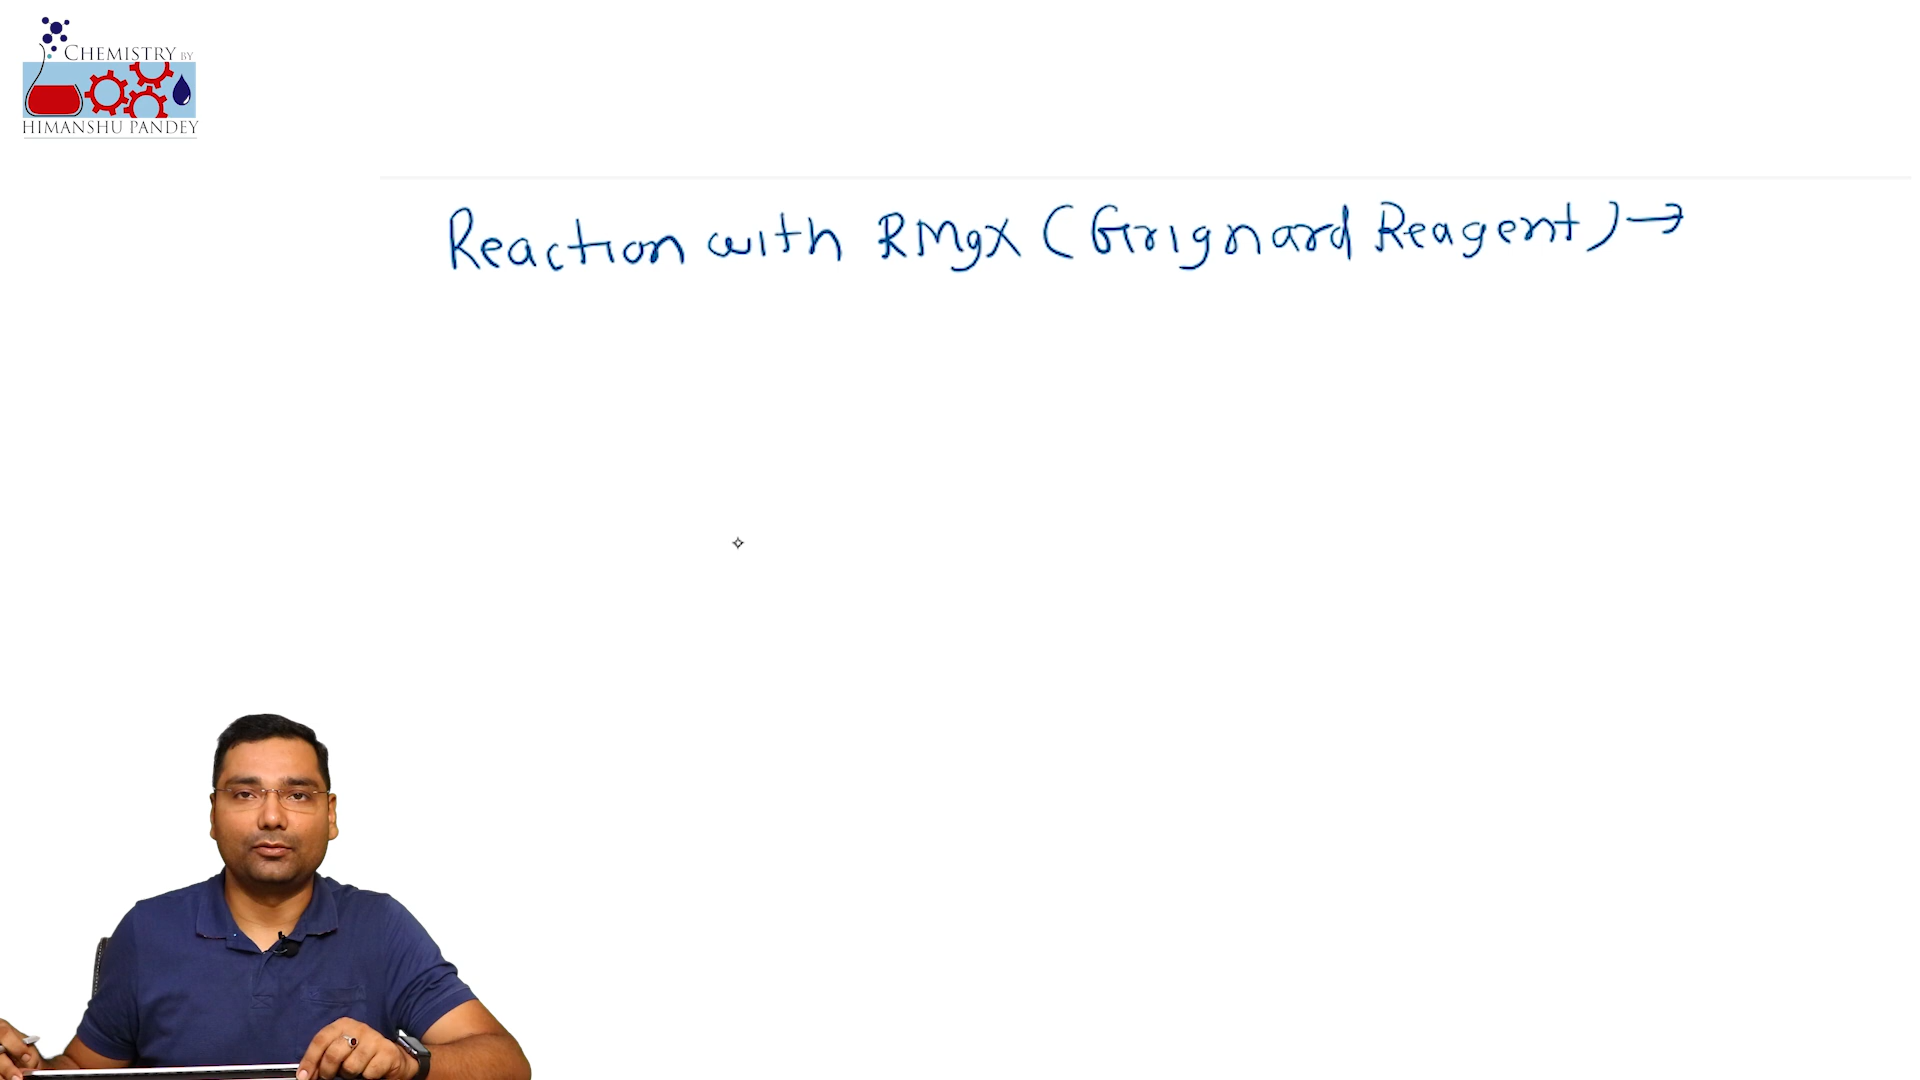 CHEMISTRY BY
HIMANSHU PANDEY
Reaction with RMgX (Grignard Reagent) →